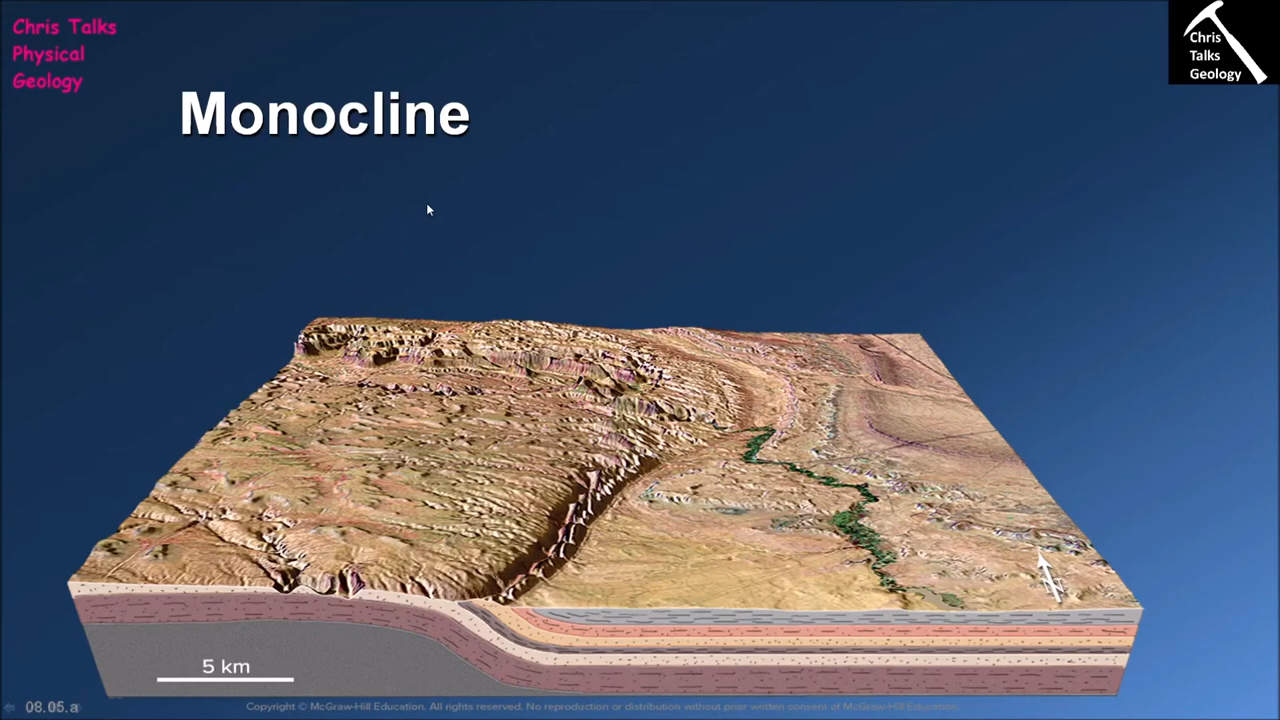 Chris Talks
Physical
Geology
Chris
Talks
Geology
Monocline
N
5 km
08.05.a
Copyright © McGraw-Hill Education. All rights reserved. No reproduction or distribution without prior written consent of McGraw-Hill Education.